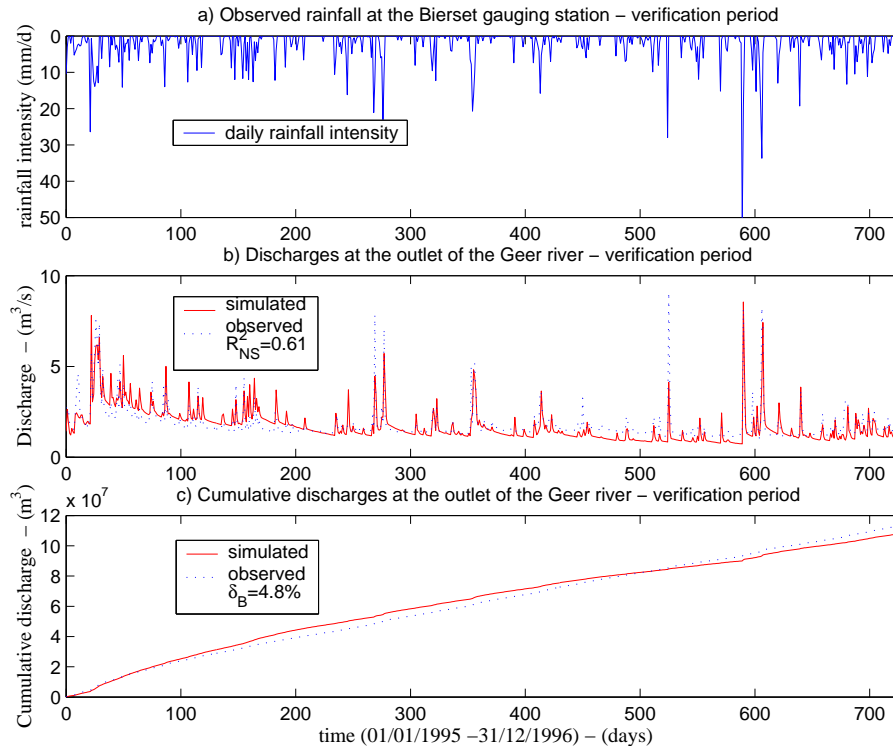 a) Observed rainfall at the Bierset gauging station – verification period
rainfall intensity (mm/d)
0
10
20
30
40
50
daily rainfall intensity
0 100 200 300 400 500 600 700
b) Discharges at the outlet of the Geer river – verification period
Discharge – (m³/s)
10
5
0
simulated
observed
R²NS=0.61
0 100 200 300 400 500 600 700
x 10⁷
c) Cumulative discharges at the outlet of the Geer river – verification period
Cumulative discharge – (m³)
12
10
8
6
4
2
0
simulated
observed
δB=4.8%
0 100 200 300 400 500 600 700
time (01/01/1995 –31/12/1996) – (days)